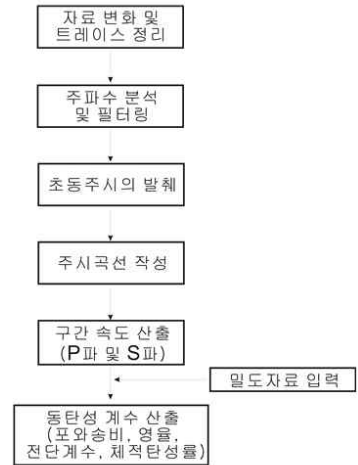 자료 변화 및
트레이스 정리
주파수 분석
및 필터링
초동주시의 발췌
주시곡선 작성
구간 속도 산출
(P파 및 S파)
밀도자료 입력
동탄성 계수 산출
(포와송비, 영율,
전단계수, 체적탄성률)